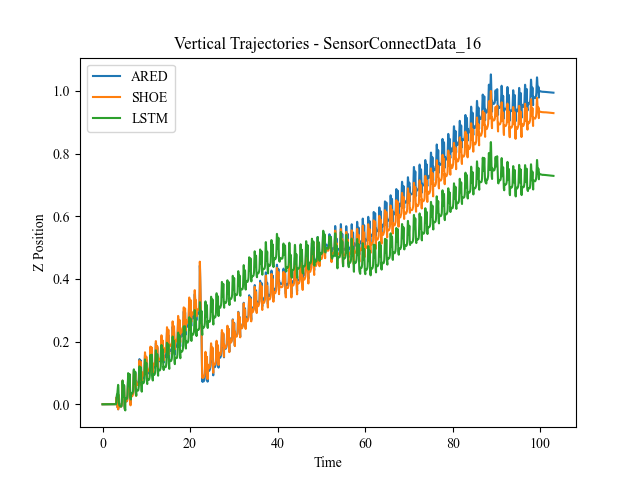 Vertical Trajectories - SensorConnectData_16
ARED
SHOE
LSTM
1.0
0.8
0.6
0.4
0.2
0.0
Z Position
0 20 40 60 80 100
Time